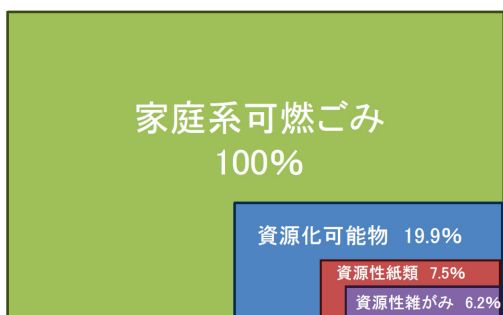 家庭系可燃ごみ
100%
資源化可能物 19.9%
資源性紙類 7.5%
資源性雑がみ 6.2%